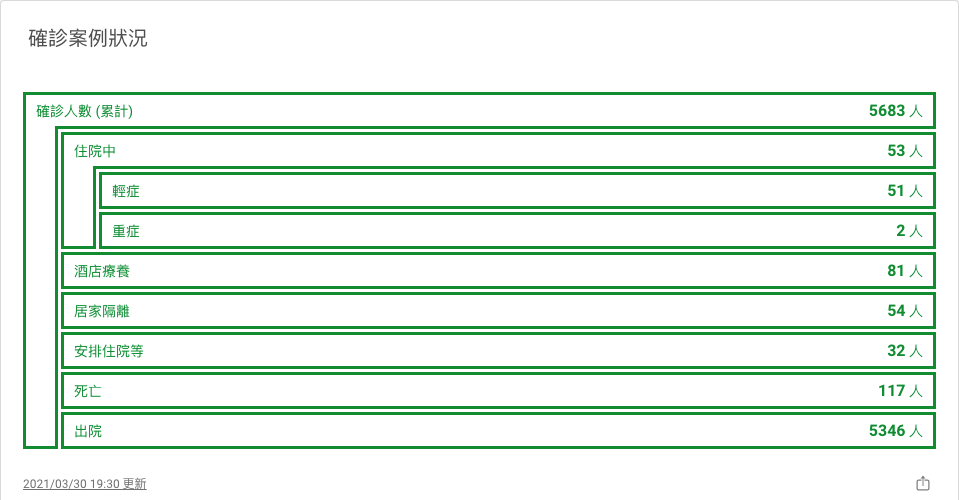 確診案例狀況
確診人數 (累計) 5683 人
住院中 53 人
輕症 51 人
重症 2 人
酒店療養 81 人
居家隔離 54 人
安排住院等 32 人
死亡 117 人
出院 5346 人
2021/03/30 19:30 更新